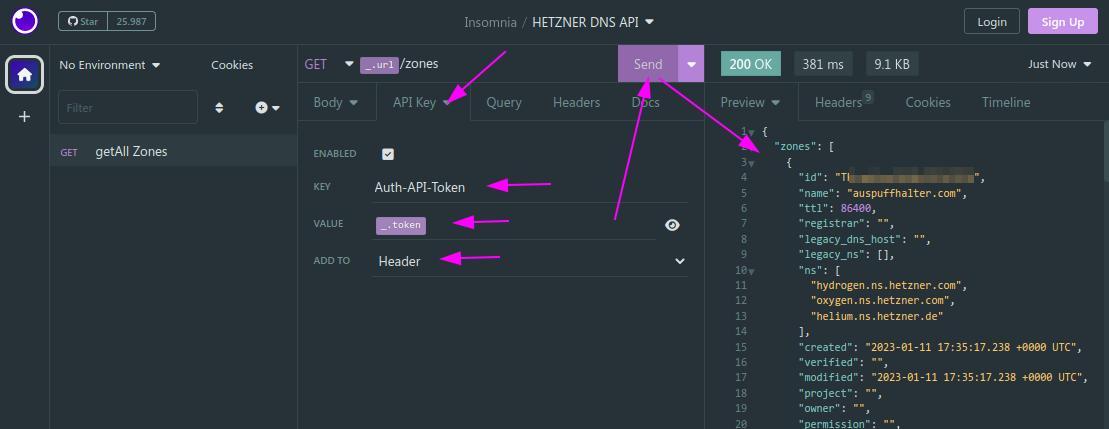 Star 25.987
Insomnia / HETZNER DNS API
Login
Sign Up
No Environment
Cookies
Filter
GET getAll Zones
GET _.url /zones
Send
Body
API Key
Query
Headers
Docs
ENABLED
KEY Auth-API-Token
VALUE _.token
ADD TO Header
200 OK
381 ms
9.1 KB
Just Now
Preview
Headers 9
Cookies
Timeline
1 {
2 "zones": [
3 {
4 "id": "T ",
5 "name": "auspuffhalter.com",
6 "ttl": 86400,
7 "registrar": "",
8 "legacy_dns_host": "",
9 "legacy_ns": [],
10 "ns": [
11 "hydrogen.ns.hetzner.com",
12 "oxygen.ns.hetzner.com",
13 "helium.ns.hetzner.de"
14 ],
15 "created": "2023-01-11 17:35:17.238 +0000 UTC",
16 "verified": "",
17 "modified": "2023-01-11 17:35:17.238 +0000 UTC",
18 "project": "",
19 "owner": "",
20 "permission": "",